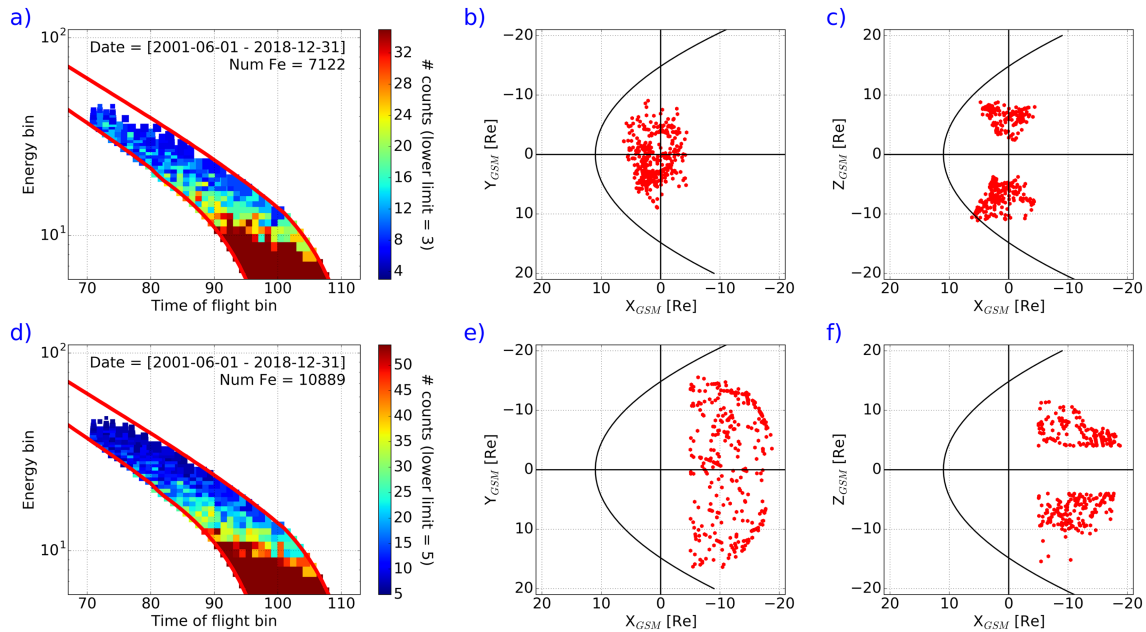 a)
10²
10¹
Energy bin
Date = [2001-06-01 - 2018-12-31]
Num Fe = 7122
70 80 90 100 110
Time of flight bin
32
28
24
20
16
12
8
4
# counts (lower limit = 3)
b)
−20
−10
0
10
20
Y_GSM [Re]
20 10 0 −10 −20
X_GSM [Re]
c)
20
10
0
−10
−20
Z_GSM [Re]
20 10 0 −10 −20
X_GSM [Re]
d)
10²
10¹
Energy bin
Date = [2001-06-01 - 2018-12-31]
Num Fe = 10889
70 80 90 100 110
Time of flight bin
50
45
40
35
30
25
20
15
10
5
# counts (lower limit = 5)
e)
−20
−10
0
10
20
Y_GSM [Re]
20 10 0 −10 −20
X_GSM [Re]
f)
20
10
0
−10
−20
Z_GSM [Re]
20 10 0 −10 −20
X_GSM [Re]